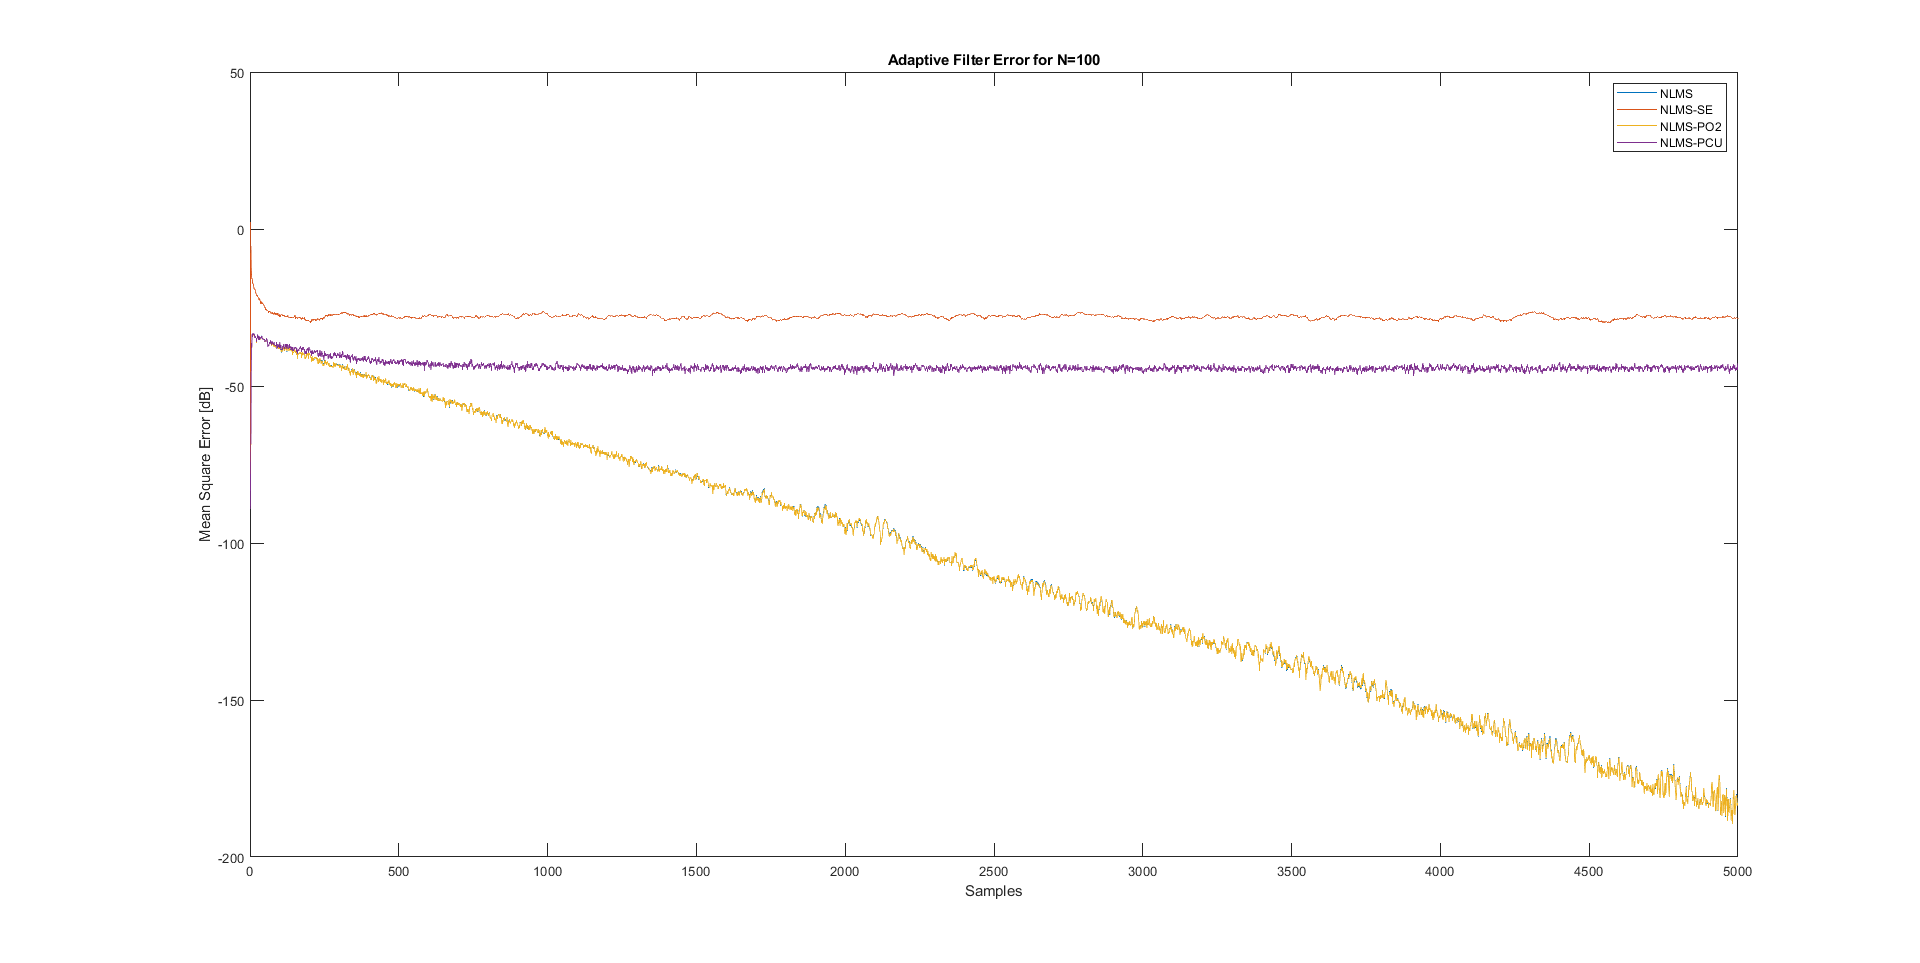 Adaptive Filter Error for N=100
50
0
-50
-100
-150
-200
Mean Square Error [dB]
NLMS
NLMS-SE
NLMS-PO2
NLMS-PCU
0 500 1000 1500 2000 2500 3000 3500 4000 4500 5000
Samples